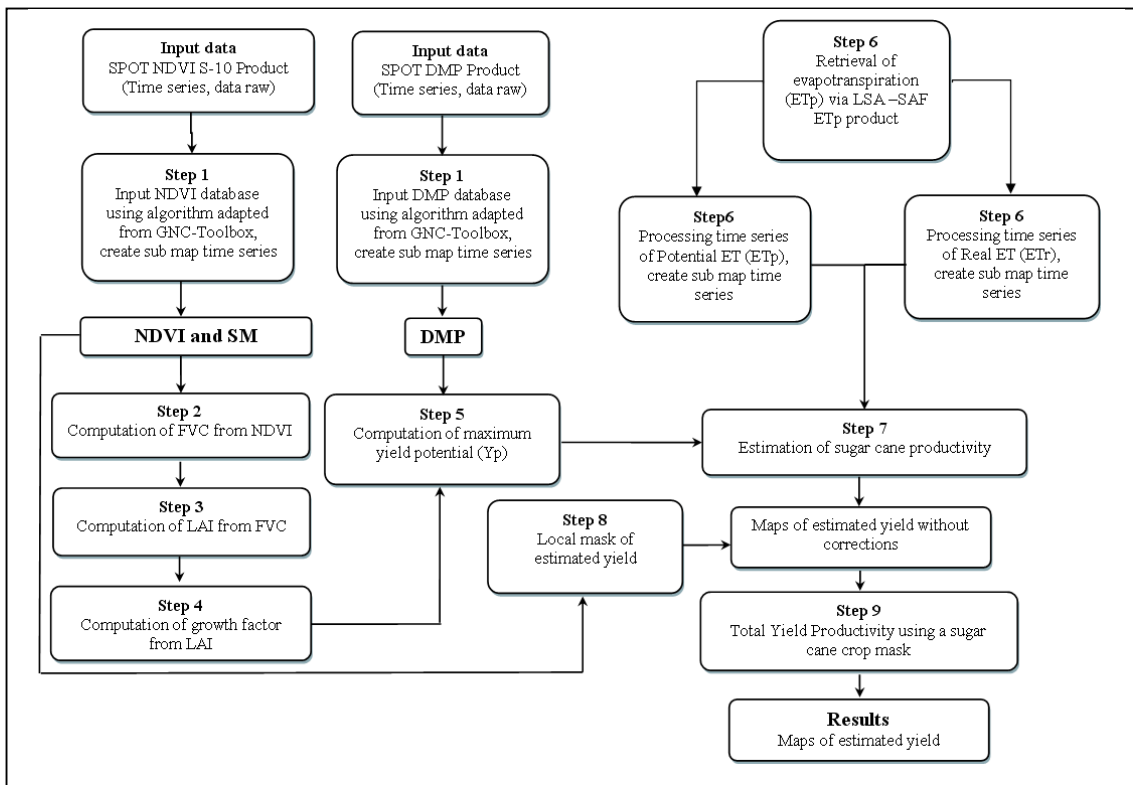 Input data
SPOT NDVI S-10 Product
(Time series, data raw)
Input data
SPOT DMP Product
(Time series, data raw)
Step 6
Retrieval of
evapotranspiration
(ETp) via LSA –SAF
ETp product
Step 1
Input NDVI database
using algorithm adapted
from GNC-Toolbox,
create sub map time series
Step 1
Input DMP database
using algorithm adapted
from GNC-Toolbox,
create sub map time series
Step6
Processing time series
of Potential ET (ETp),
create sub map time
series
Step 6
Processing time series
of Real ET (ETr),
create sub map time
series
NDVI and SM
DMP
Step 2
Computation of FVC from NDVI
Step 5
Computation of maximum
yield potential (Yp)
Step 7
Estimation of sugar cane productivity
Step 3
Computation of LAI from FVC
Step 8
Local mask of
estimated yield
Maps of estimated yield without
corrections
Step 4
Computation of growth factor
from LAI
Step 9
Total Yield Productivity using a sugar
cane crop mask
Results
Maps of estimated yield